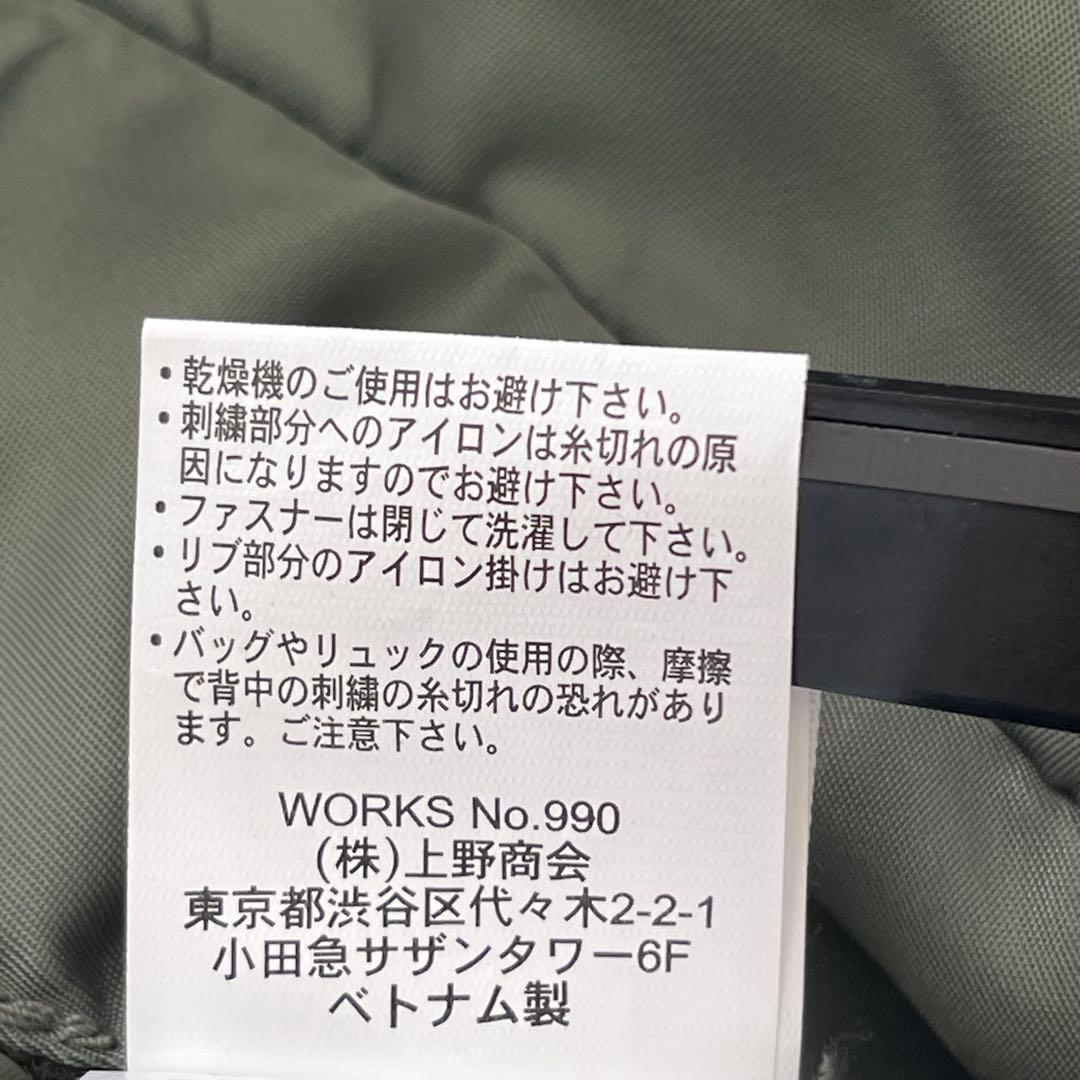 ・乾燥機のご使用はお避け下さい。
・刺繍部分へのアイロンは糸切れの原
因になりますのでお避け下さい。
・ファスナーは閉じて洗濯して下さい。
・リブ部分のアイロン掛けはお避け下
さい。
・バッグやリュックの使用の際、摩擦
で背中の刺繍の糸切れの恐れがあり
ます。ご注意下さい。
WORKS No.990
(株)上野商会
東京都渋谷区代々木2-2-1
小田急サザンタワー6F
ベトナム製